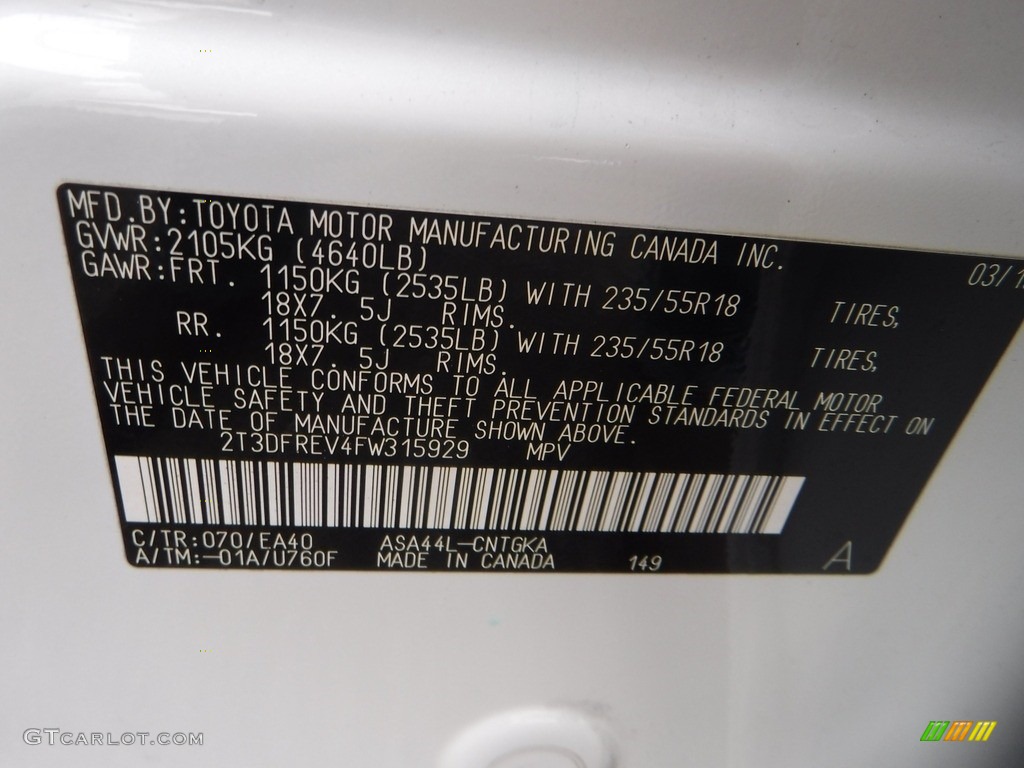 MFD.BY:TOYOTA MOTOR MANUFACTURING CANADA INC.
GVWR:2105KG (4640LB) 03/1
GAWR:FRT. 1150KG (2535LB) WITH 235/55R18 TIRES,
18X7. 5J RIMS.
RR. 1150KG (2535LB) WITH 235/55R18 TIRES,
18X7. 5J RIMS.
THIS VEHICLE CONFORMS TO ALL APPLICABLE FEDERAL MOTOR
VEHICLE SAFETY AND THEFT PREVENTION STANDARDS IN EFFECT ON
THE DATE OF MANUFACTURE SHOWN ABOVE.
2T3DFREV4FW315929 MPV
C/TR:070/EA40 ASA44L-CNTGKA
A/TM:-01A/U760F MADE IN CANADA 149 A
GTCARLOT.COM